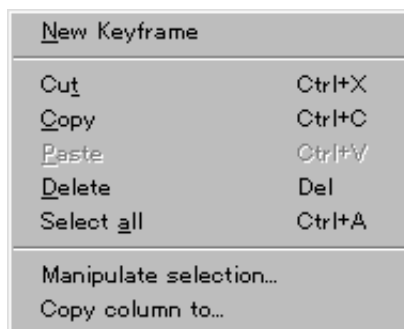 New Keyframe
Cut Ctrl+X
Copy Ctrl+C
Paste Ctrl+V
Delete Del
Select all Ctrl+A
Manipulate selection...
Copy column to...